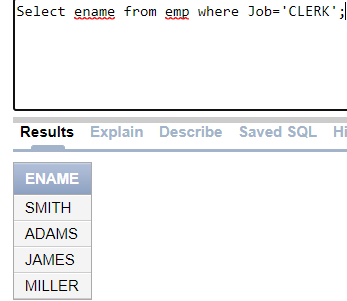 Select ename from emp where Job='CLERK';
Results Explain Describe Saved SQL Hi
ENAME
SMITH
ADAMS
JAMES
MILLER